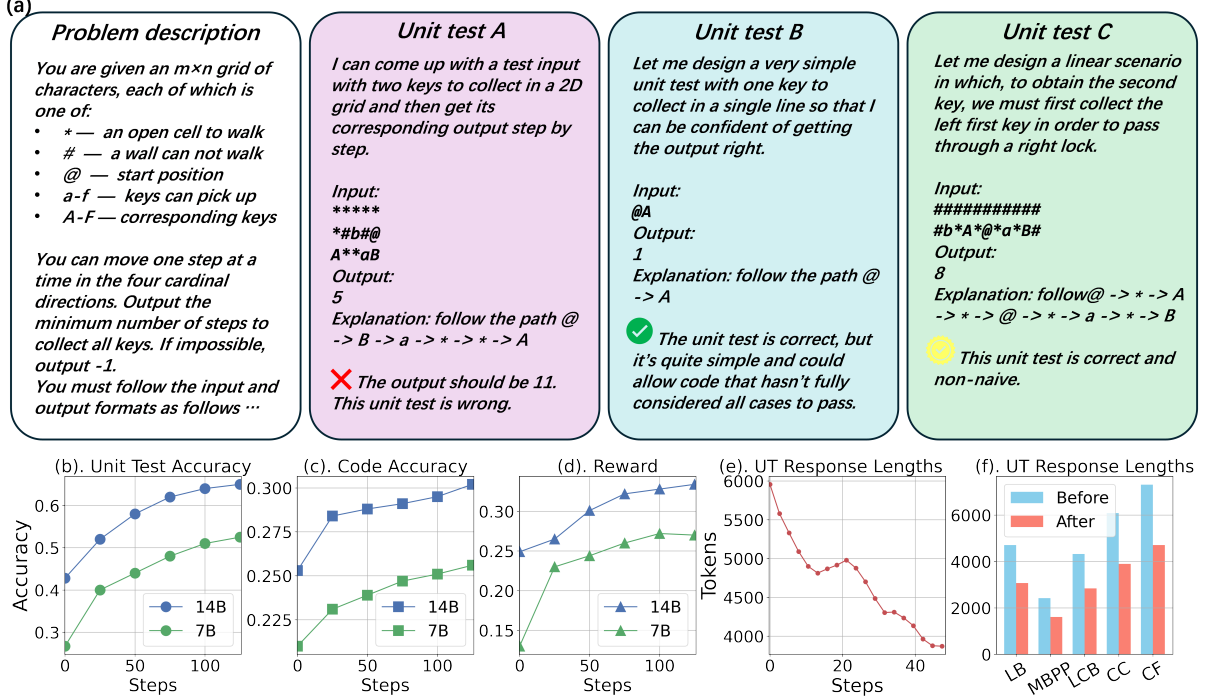 (a)
Problem description
You are given an m×n grid of
characters, each of which is
one of:
• * — an open cell to walk
• # — a wall can not walk
• @ — start position
• a-f — keys can pick up
• A-F — corresponding keys
You can move one step at a
time in the four cardinal
directions. Output the
minimum number of steps to
collect all keys. If impossible,
output -1.
You must follow the input and
output formats as follows ···
Unit test A
I can come up with a test input
with two keys to collect in a 2D
grid and then get its
corresponding output step by
step.
Input:
*****
*#b#@
A**aB
Output:
5
Explanation: follow the path @
-> B -> a -> * -> * -> A
The output should be 11.
This unit test is wrong.
Unit test B
Let me design a very simple
unit test with one key to
collect in a single line so that I
can be confident of getting
the output right.
Input:
@A
Output:
1
Explanation: follow the path @
-> A
The unit test is correct, but
it's quite simple and could
allow code that hasn't fully
considered all cases to pass.
Unit test C
Let me design a linear scenario
in which, to obtain the second
key, we must first collect the
left first key in order to pass
through a right lock.
Input:
###########
#b*A*@*a*B#
Output:
8
Explanation: follow@ -> * -> A
-> * -> @ -> * -> a -> * -> B
This unit test is correct and
non-naive.
(b). Unit Test Accuracy
Accuracy
0.6
0.5
0.4
0.3
14B
7B
0 50 100
Steps
(c). Code Accuracy
0.300
0.275
0.250
0.225
14B
7B
0 50 100
Steps
(d). Reward
0.30
0.25
0.20
0.15
14B
7B
0 50 100
Steps
(e). UT Response Lengths
Tokens
6000
5500
5000
4500
4000
0 20 40
Steps
(f). UT Response Lengths
Before
After
6000
4000
2000
0
LB MBPP LCB CC CF